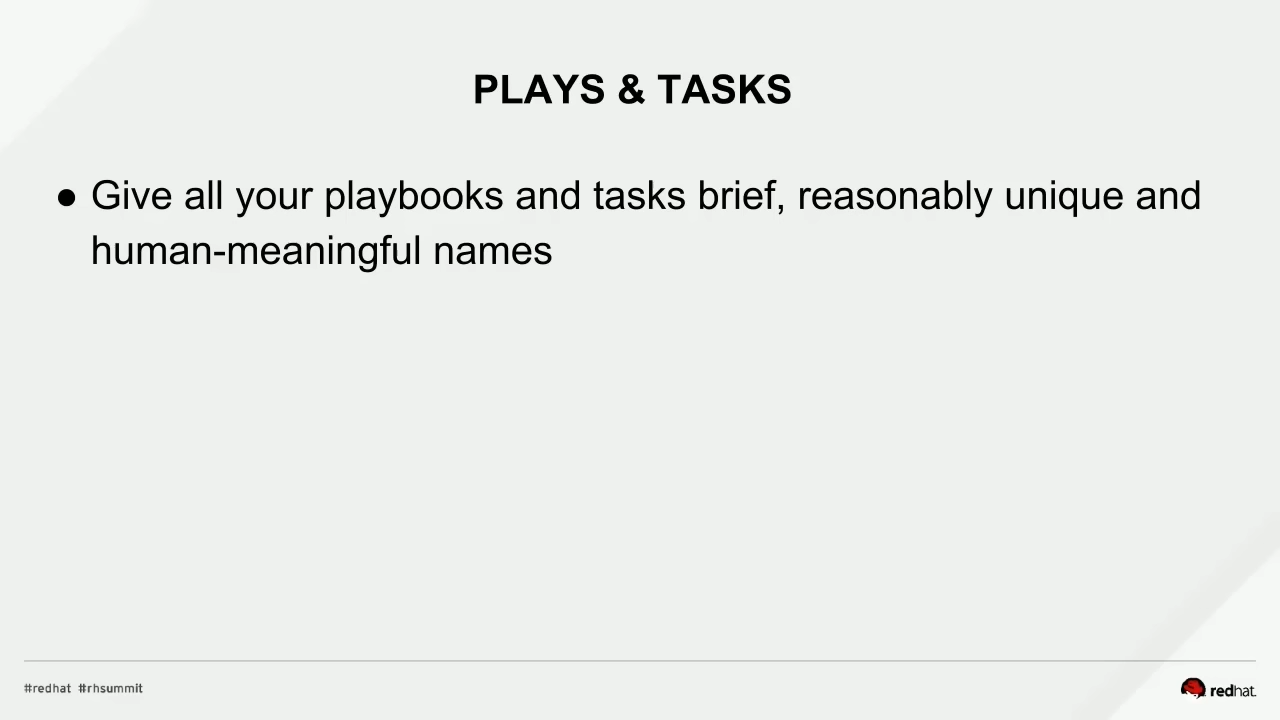 PLAYS & TASKS
● Give all your playbooks and tasks brief, reasonably unique and
human-meaningful names
#redhat #rhsummit
redhat.